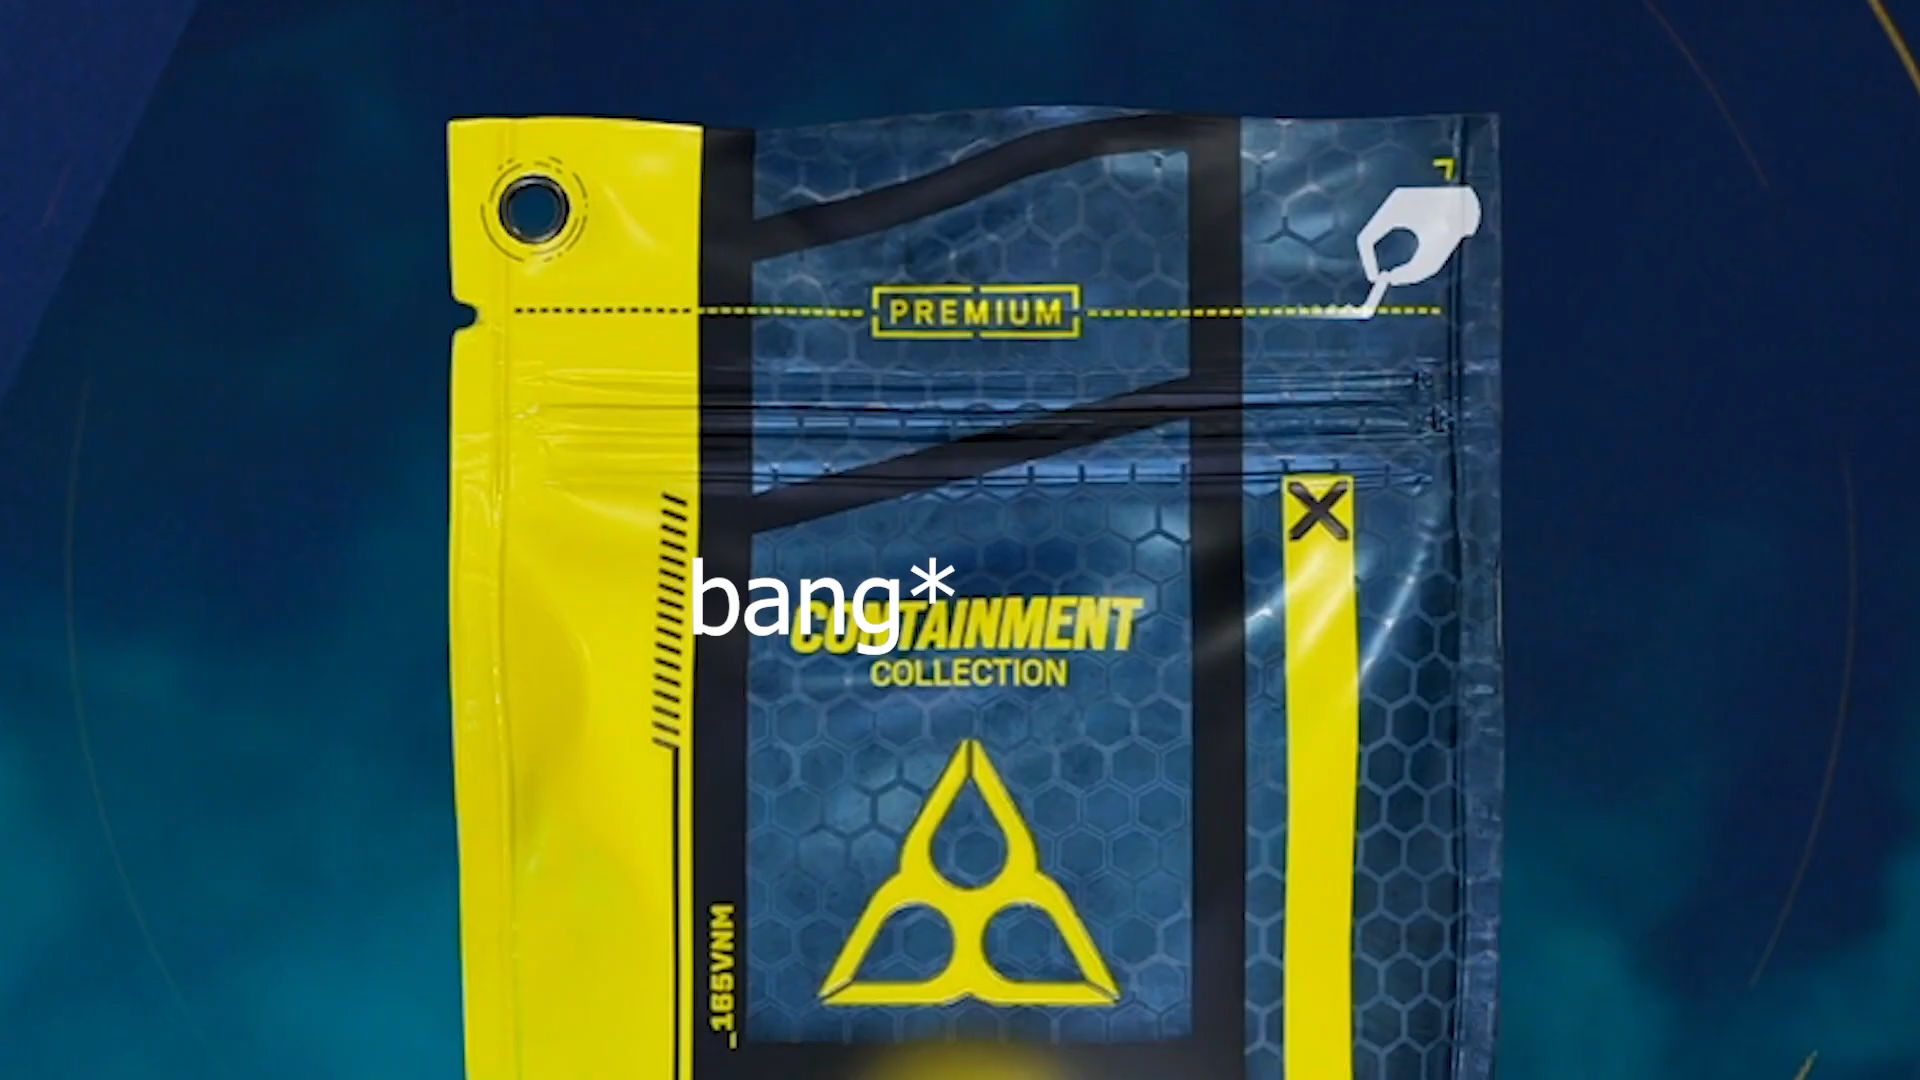 PREMIUM
bang*
CONTAINMENT
COLLECTION
_165VNM